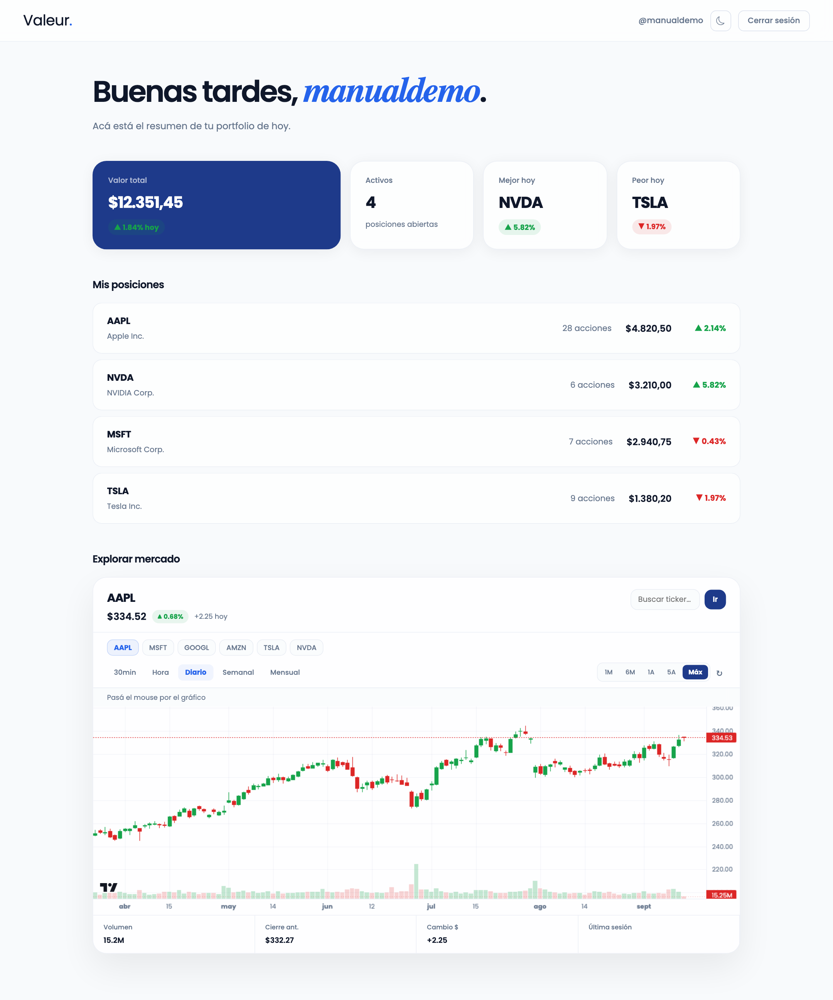 Valeur.
@manualdemo
Cerrar sesión
Buenas tardes, manualdemo.
Acá está el resumen de tu portfolio de hoy.
Valor total
$12.351,45
▲ 1.84% hoy
Activos
4
posiciones abiertas
Mejor hoy
NVDA
▲ 5.82%
Peor hoy
TSLA
▼ 1.97%
Mis posiciones
AAPL
Apple Inc.
28 acciones $4.820,50 ▲ 2.14%
NVDA
NVIDIA Corp.
6 acciones $3.210,00 ▲ 5.82%
MSFT
Microsoft Corp.
7 acciones $2.940,75 ▼ 0.43%
TSLA
Tesla Inc.
9 acciones $1.380,20 ▼ 1.97%
Explorar mercado
AAPL
$334.52 ▲ 0.68% +2.25 hoy
Buscar ticker... Ir
AAPL MSFT GOOGL AMZN TSLA NVDA
30min Hora Diario Semanal Mensual
1M 6M 1A 5A Máx ↻
Pasá el mouse por el gráfico
360.00
340.00
334.53
320.00
300.00
280.00
260.00
240.00
220.00
15.25M
abr 15 may 14 jun 12 jul 15 ago 14 sept
Volumen
15.2M
Cierre ant.
$332.27
Cambio $
+2.25
Última sesión